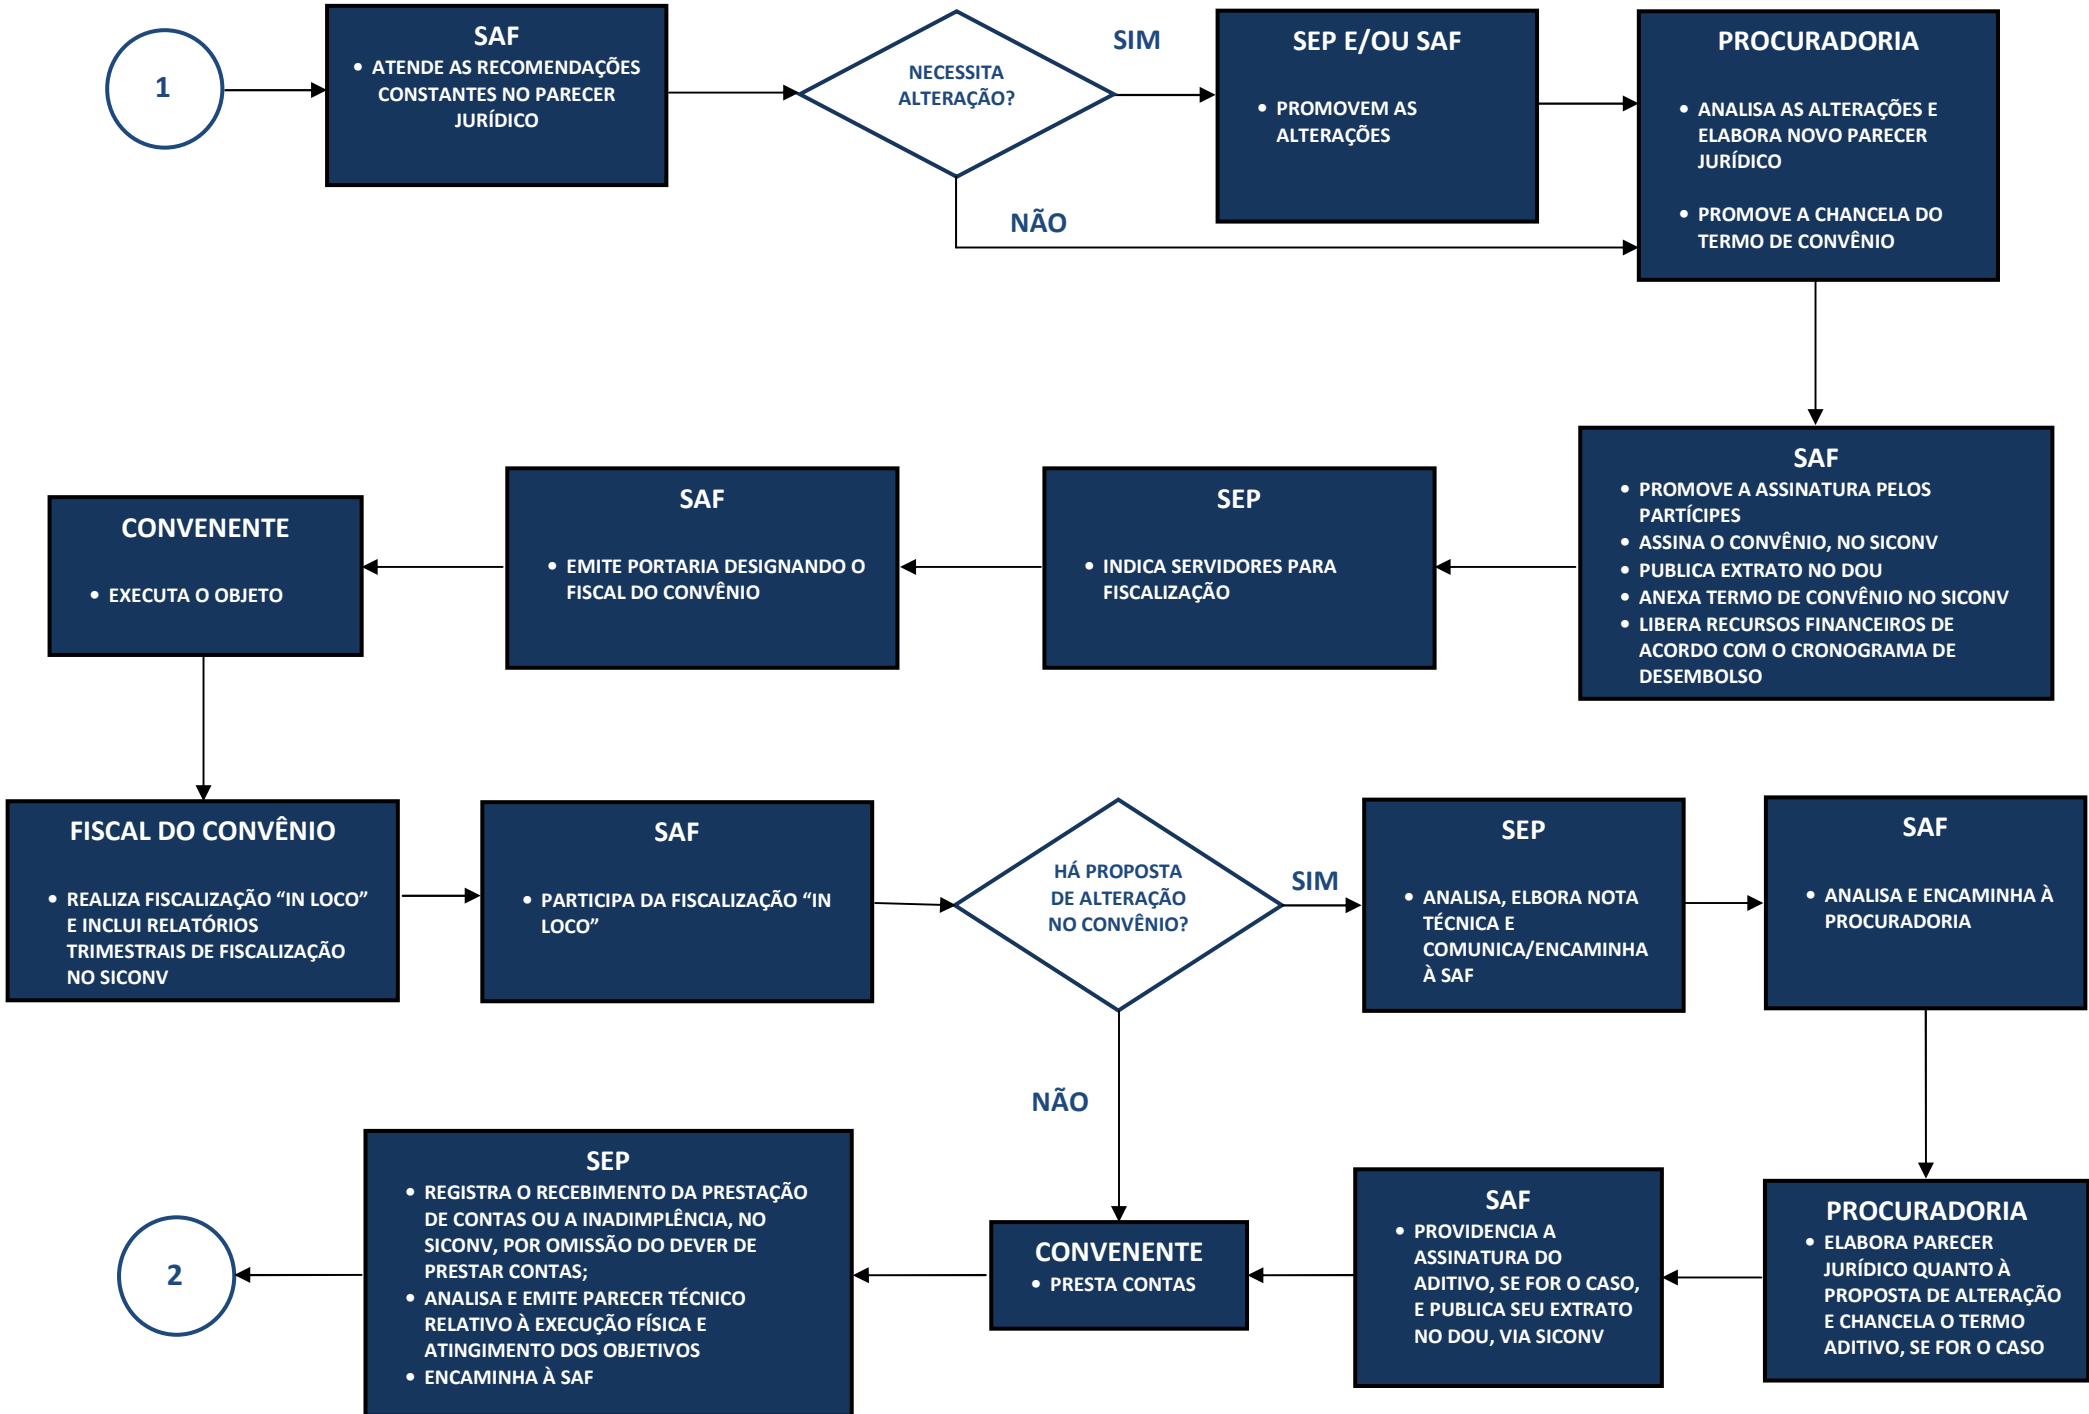 1
SAF
• ATENDE AS RECOMENDAÇÕES
CONSTANTES NO PARECER
JURÍDICO
NECESSITA
ALTERAÇÃO?
SIM
NÃO
SEP E/OU SAF
• PROMOVEM AS
ALTERAÇÕES
PROCURADORIA
• ANALISA AS ALTERAÇÕES E
ELABORA NOVO PARECER
JURÍDICO
• PROMOVE A CHANCELA DO
TERMO DE CONVÊNIO
SAF
• PROMOVE A ASSINATURA PELOS
PARTÍCIPES
• ASSINA O CONVÊNIO, NO SICONV
• PUBLICA EXTRATO NO DOU
• ANEXA TERMO DE CONVÊNIO NO SICONV
• LIBERA RECURSOS FINANCEIROS DE
ACORDO COM O CRONOGRAMA DE
DESEMBOLSO
SEP
• INDICA SERVIDORES PARA
FISCALIZAÇÃO
SAF
• EMITE PORTARIA DESIGNANDO O
FISCAL DO CONVÊNIO
CONVENENTE
• EXECUTA O OBJETO
FISCAL DO CONVÊNIO
• REALIZA FISCALIZAÇÃO “IN LOCO”
E INCLUI RELATÓRIOS
TRIMESTRAIS DE FISCALIZAÇÃO
NO SICONV
SAF
• PARTICIPA DA FISCALIZAÇÃO “IN
LOCO”
HÁ PROPOSTA
DE ALTERAÇÃO
NO CONVÊNIO?
SIM
NÃO
SEP
• ANALISA, ELBORA NOTA
TÉCNICA E
COMUNICA/ENCAMINHA
À SAF
SAF
• ANALISA E ENCAMINHA À
PROCURADORIA
PROCURADORIA
• ELABORA PARECER
JURÍDICO QUANTO À
PROPOSTA DE ALTERAÇÃO
E CHANCELA O TERMO
ADITIVO, SE FOR O CASO
SAF
• PROVIDENCIA A
ASSINATURA DO
ADITIVO, SE FOR O CASO,
E PUBLICA SEU EXTRATO
NO DOU, VIA SICONV
CONVENENTE
• PRESTA CONTAS
SEP
• REGISTRA O RECEBIMENTO DA PRESTAÇÃO
DE CONTAS OU A INADIMPLÊNCIA, NO
SICONV, POR OMISSÃO DO DEVER DE
PRESTAR CONTAS;
• ANALISA E EMITE PARECER TÉCNICO
RELATIVO À EXECUÇÃO FÍSICA E
ATINGIMENTO DOS OBJETIVOS
• ENCAMINHA À SAF
2